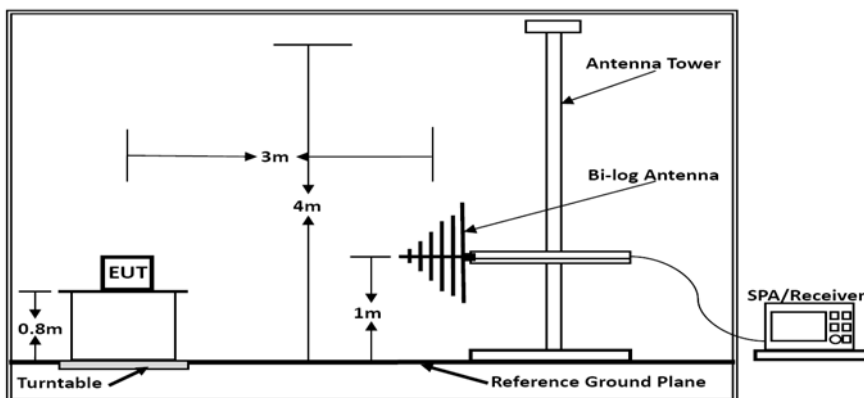 Antenna Tower
3m
Bi-log Antenna
4m
EUT
SPA/Receiver
0.8m
1m
Turntable
Reference Ground Plane